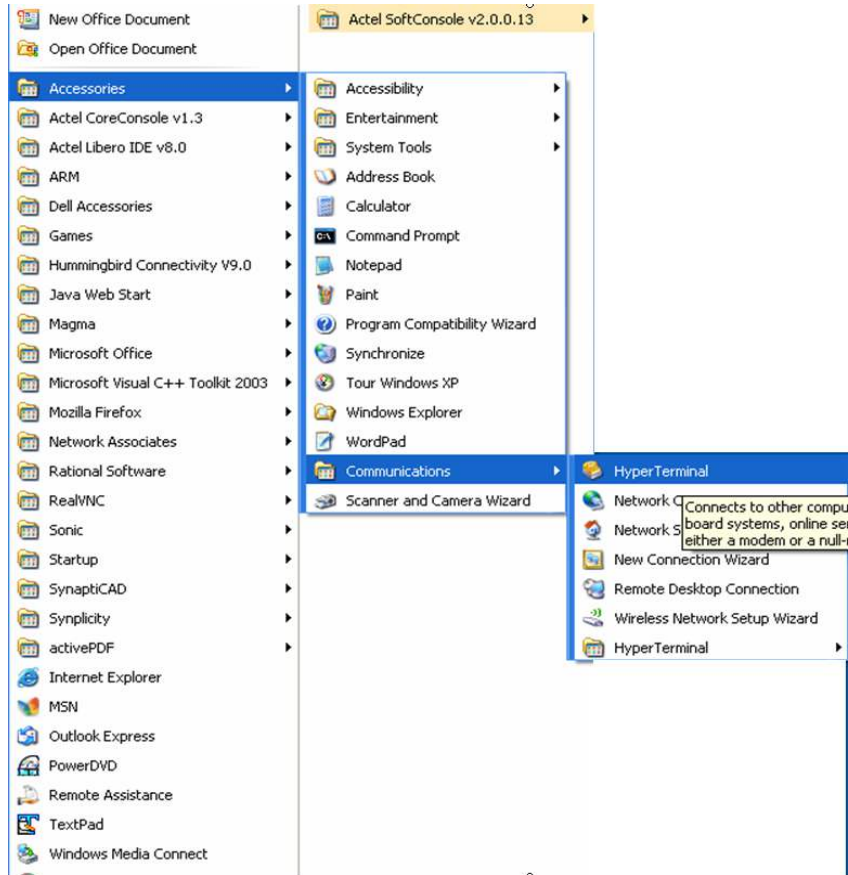 New Office Document
Open Office Document
Accessories
Actel CoreConsole v1.3
Actel Libero IDE v8.0
ARM
Dell Accessories
Games
Hummingbird Connectivity V9.0
Java Web Start
Magma
Microsoft Office
Microsoft Visual C++ Toolkit 2003
Mozilla Firefox
Network Associates
Rational Software
RealVNC
Sonic
Startup
SynaptiCAD
Synplicity
activePDF
Internet Explorer
MSN
Outlook Express
PowerDVD
Remote Assistance
TextPad
Windows Media Connect
Actel SoftConsole v2.0.0.13
Accessibility
Entertainment
System Tools
Address Book
Calculator
Command Prompt
Notepad
Paint
Program Compatibility Wizard
Synchronize
Tour Windows XP
Windows Explorer
WordPad
Communications
Scanner and Camera Wizard
HyperTerminal
Network
Network
New Connection Wizard
Remote Desktop Connection
Wireless Network Setup Wizard
HyperTerminal
Connects to other compu
board systems, online ser
either a modem or a null-